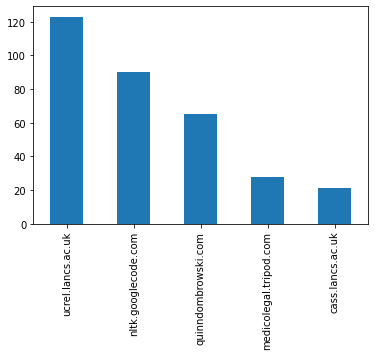 120
100
80
60
40
20
0
ucrel.lancs.ac.uk
nltk.googlecode.com
quinndombrowski.com
medicolegal.tripod.com
cass.lancs.ac.uk